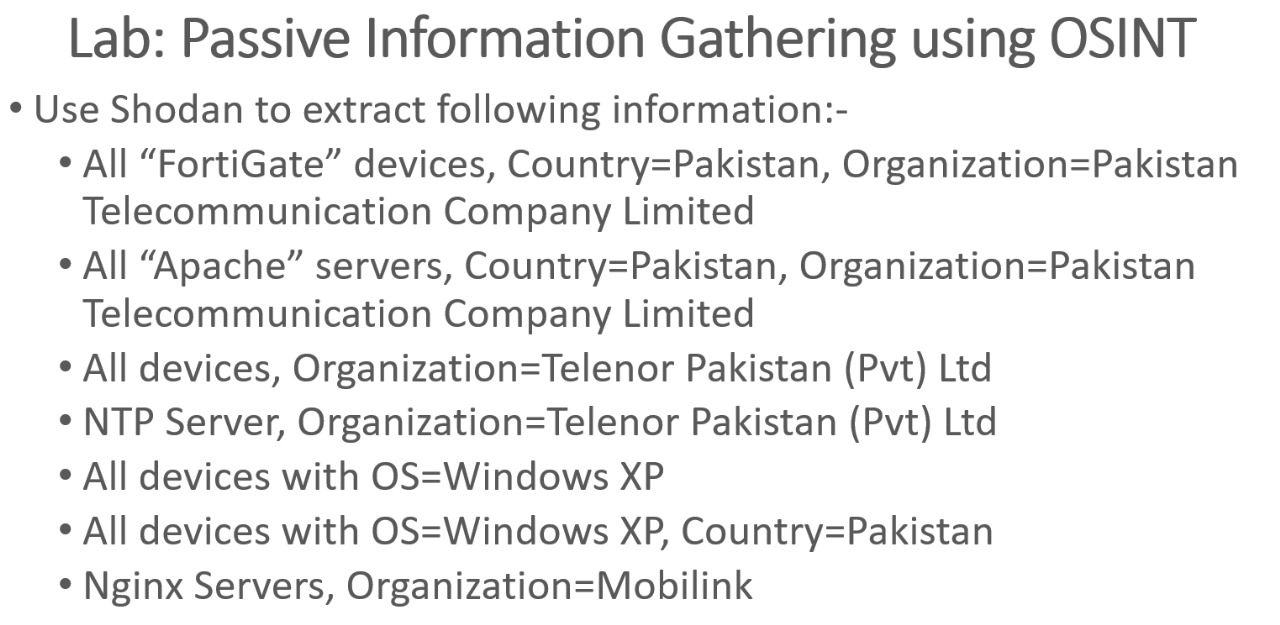 Lab: Passive Information Gathering using OSINT
• Use Shodan to extract following information:-
• All “FortiGate” devices, Country=Pakistan, Organization=Pakistan
Telecommunication Company Limited
• All “Apache” servers, Country=Pakistan, Organization=Pakistan
Telecommunication Company Limited
• All devices, Organization=Telenor Pakistan (Pvt) Ltd
• NTP Server, Organization=Telenor Pakistan (Pvt) Ltd
• All devices with OS=Windows XP
• All devices with OS=Windows XP, Country=Pakistan
• Nginx Servers, Organization=Mobilink